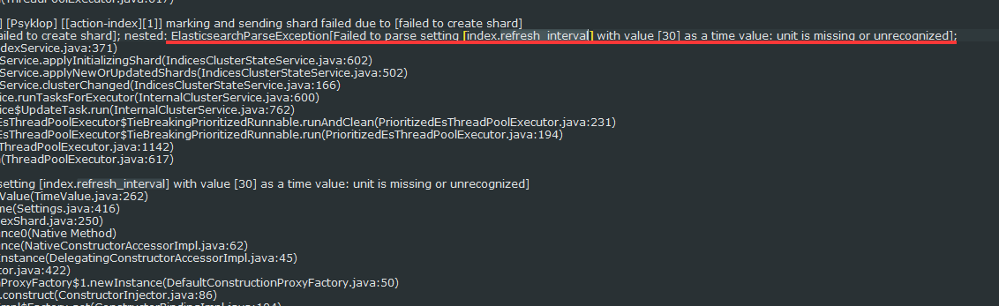 (ThreadPoolExecutor.java:617)
] [Psyklop] [[action-index][1]] marking and sending shard failed due to [failed to create shard]
ailed to create shard]; nested: ElasticsearchParseException[Failed to parse setting [index.refresh_interval] with value [30] as a time value: unit is missing or unrecognized];
dexService.java:371)
Service.applyInitializingShard(IndicesClusterStateService.java:602)
Service.applyNewOrUpdatedShards(IndicesClusterStateService.java:502)
Service.clusterChanged(IndicesClusterStateService.java:166)
ice.runTasksForExecutor(InternalClusterService.java:600)
ice$UpdateTask.run(InternalClusterService.java:762)
EsThreadPoolExecutor$TieBreakingPrioritizedRunnable.runAndClean(PrioritizedEsThreadPoolExecutor.java:231)
EsThreadPoolExecutor$TieBreakingPrioritizedRunnable.run(PrioritizedEsThreadPoolExecutor.java:194)
ThreadPoolExecutor.java:1142)
(ThreadPoolExecutor.java:617)
setting [index.refresh_interval] with value [30] as a time value: unit is missing or unrecognized]
Value(TimeValue.java:262)
me(Settings.java:416)
exShard.java:250)
ance0(Native Method)
ance(NativeConstructorAccessorImpl.java:62)
Instance(DelegatingConstructorAccessorImpl.java:45)
tor.java:422)
nProxyFactory$1.newInstance(DefaultConstructionProxyFactory.java:50)
.construct(ConstructorInjector.java:86)